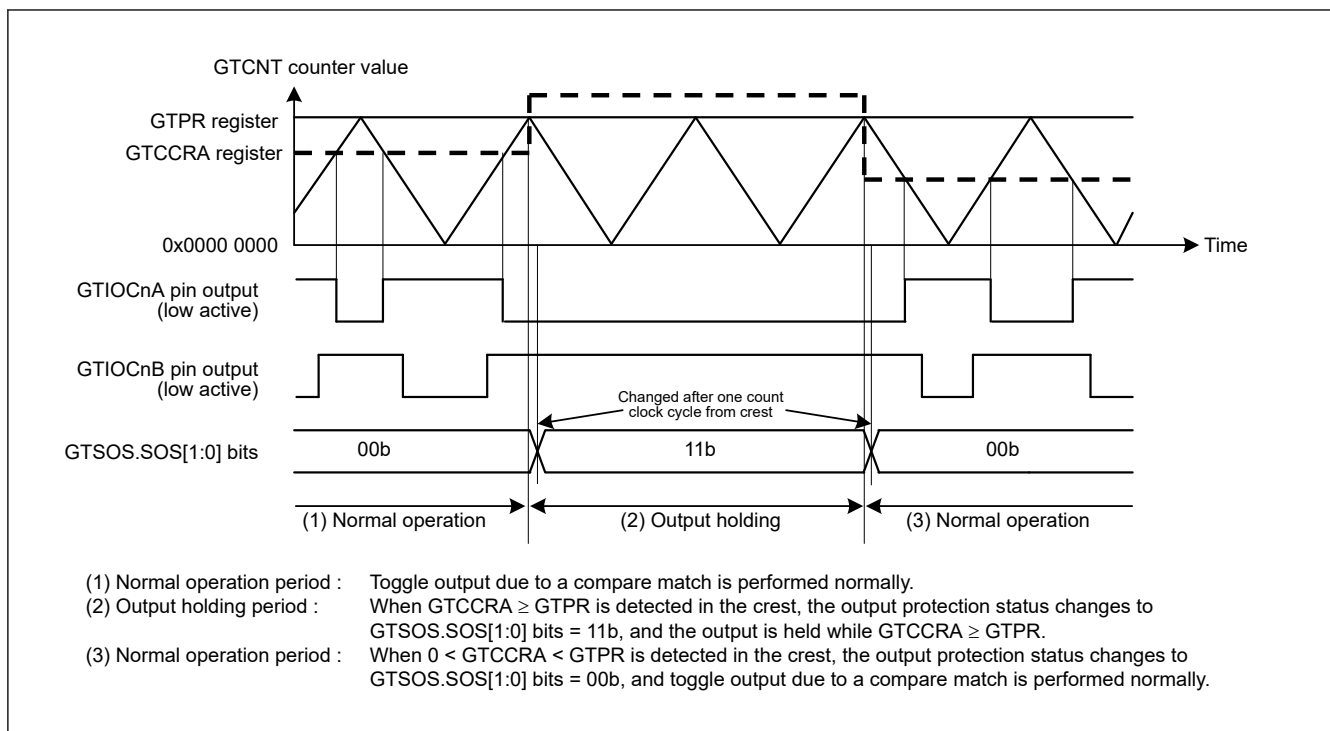 GTCNT counter value
GTPR register
GTCCRA register
0x0000 0000
Time
GTIOCnA pin output
(low active)
GTIOCnB pin output
(low active)
Changed after one count
clock cycle from crest
GTSOS.SOS[1:0] bits
00b
11b
00b
(1) Normal operation
(2) Output holding
(3) Normal operation
(1) Normal operation period : Toggle output due to a compare match is performed normally.
(2) Output holding period : When GTCCRA ≥ GTPR is detected in the crest, the output protection status changes to
GTSOS.SOS[1:0] bits = 11b, and the output is held while GTCCRA ≥ GTPR.
(3) Normal operation period : When 0 < GTCCRA < GTPR is detected in the crest, the output protection status changes to
GTSOS.SOS[1:0] bits = 00b, and toggle output due to a compare match is performed normally.